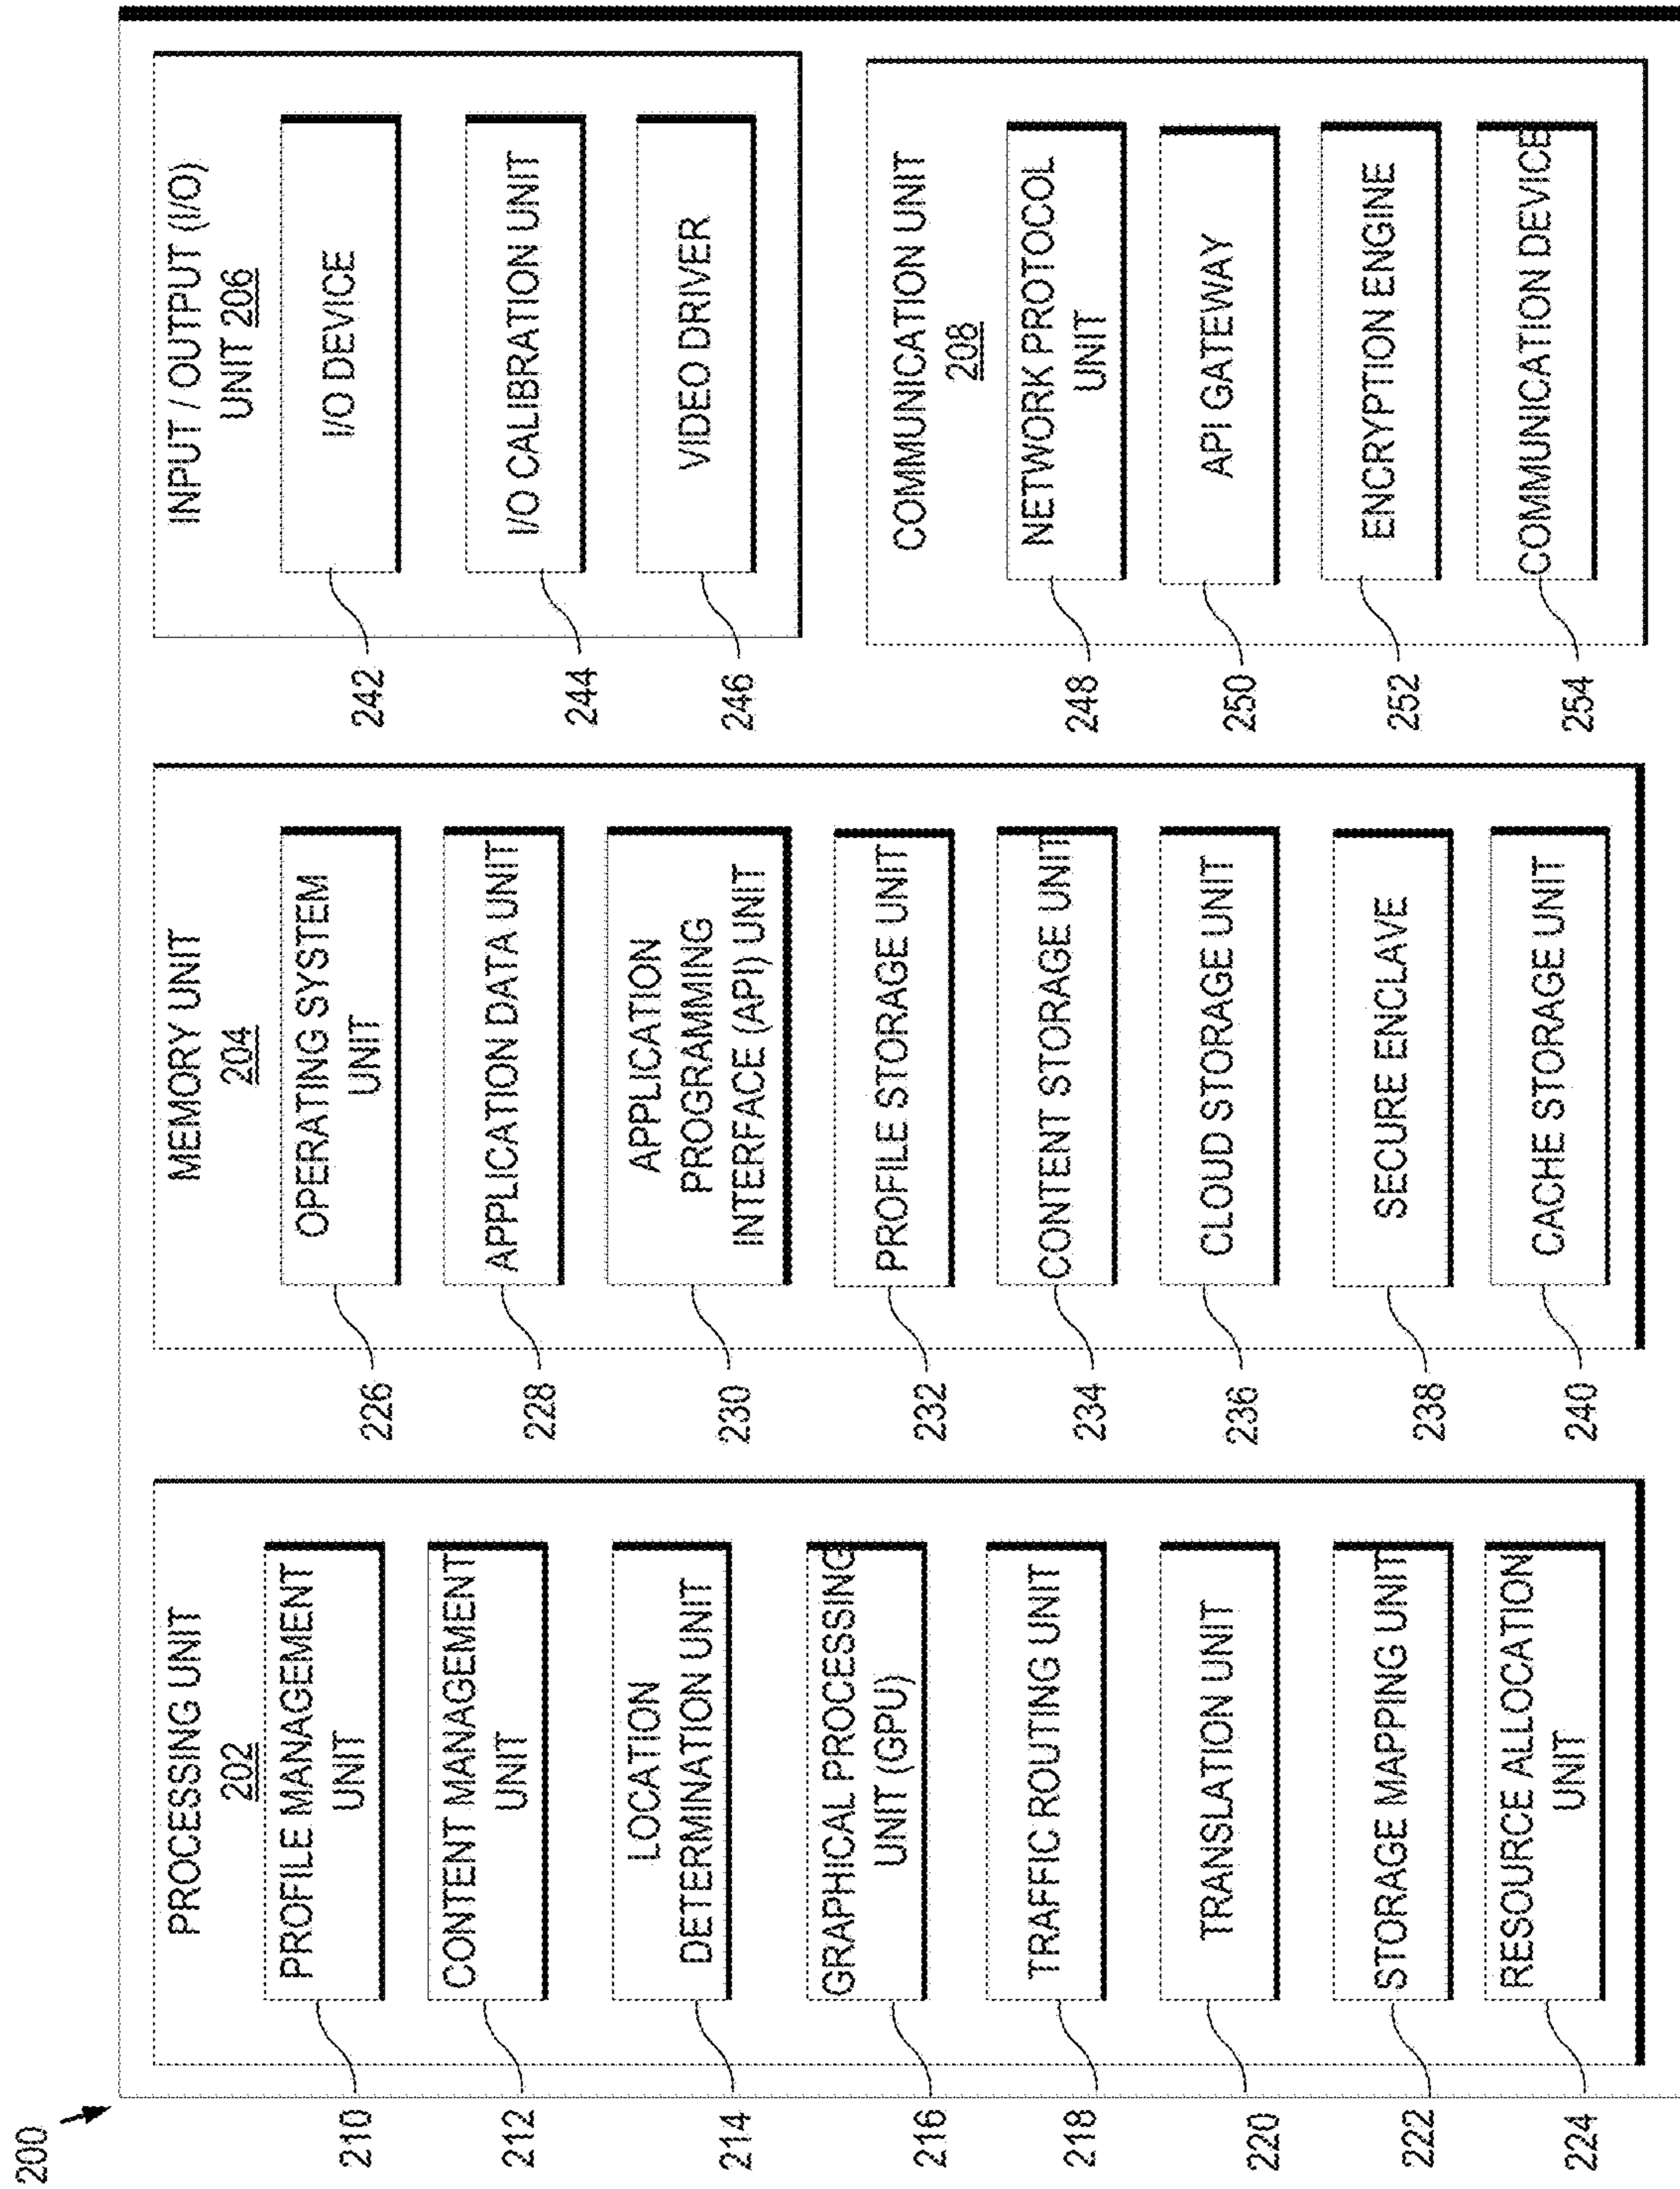 200
PROCESSING UNIT
202
210
PROFILE MANAGEMENT
UNIT
212
CONTENT MANAGEMENT
UNIT
214
LOCATION
DETERMINATION UNIT
216
GRAPHICAL PROCESSING
UNIT (GPU)
218
TRAFFIC ROUTING UNIT
220
TRANSLATION UNIT
222
STORAGE MAPPING UNIT
224
RESOURCE ALLOCATION
UNIT
MEMORY UNIT
204
226
OPERATING SYSTEM
UNIT
228
APPLICATION DATA UNIT
230
APPLICATION
PROGRAMMING
INTERFACE (API) UNIT
232
PROFILE STORAGE UNIT
234
CONTENT STORAGE UNIT
236
CLOUD STORAGE UNIT
238
SECURE ENCLAVE
240
CACHE STORAGE UNIT
INPUT / OUTPUT (I/O)
UNIT 206
242
I/O DEVICE
244
I/O CALIBRATION UNIT
246
VIDEO DRIVER
COMMUNICATION UNIT
208
248
NETWORK PROTOCOL
UNIT
250
API GATEWAY
252
ENCRYPTION ENGINE
254
COMMUNICATION DEVICE